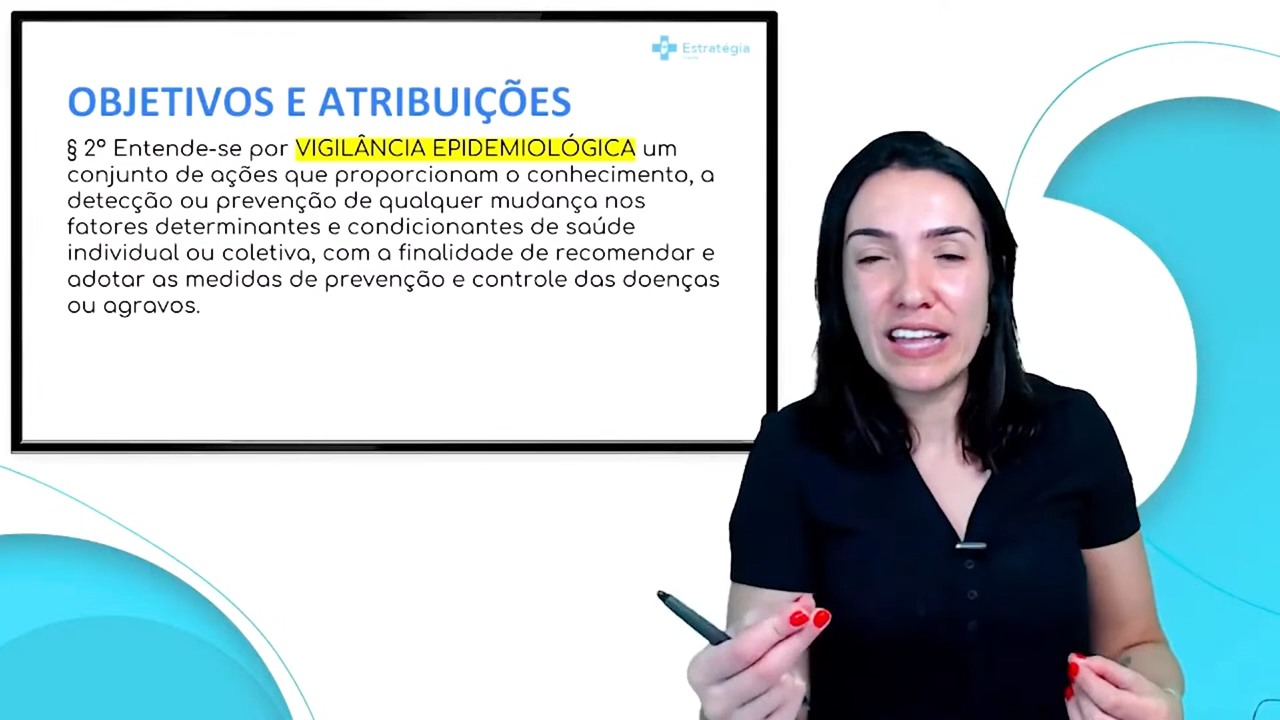 Estratégia
OBJETIVOS E ATRIBUIÇÕES
§ 2º Entende-se por VIGILÂNCIA EPIDEMIOLÓGICA um
conjunto de ações que proporcionam o conhecimento, a
detecção ou prevenção de qualquer mudança nos
fatores determinantes e condicionantes de saúde
individual ou coletiva, com a finalidade de recomendar e
adotar as medidas de prevenção e controle das doenças
ou agravos.